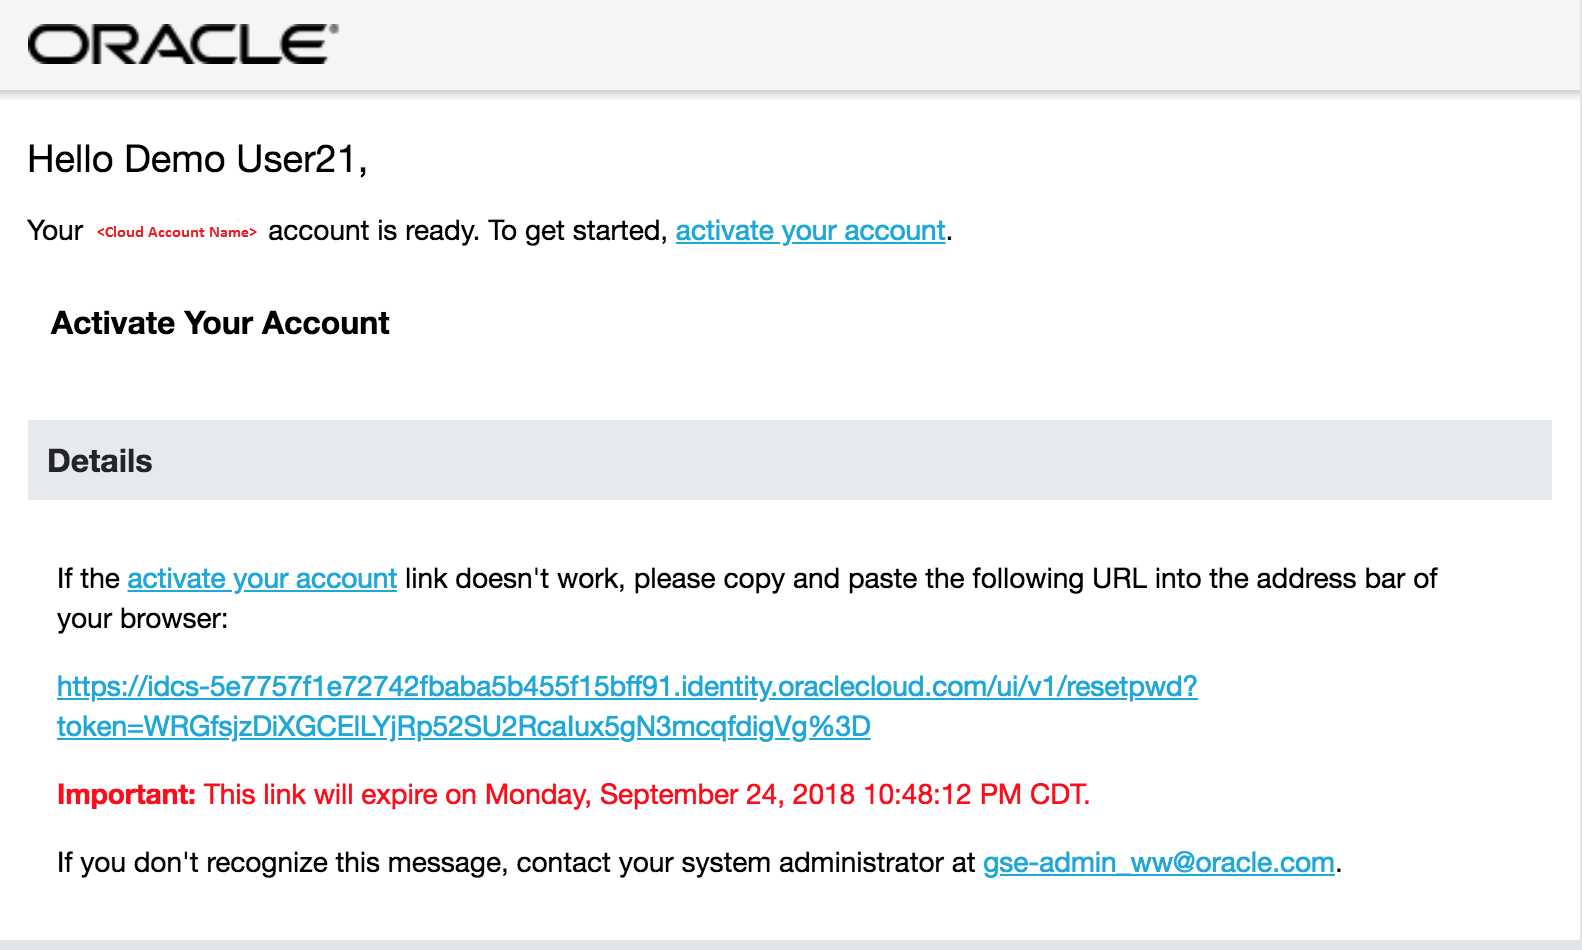 ORACLE®
Hello Demo User21,
Your <Cloud Account Name> account is ready. To get started, activate your account.
Activate Your Account
Details
If the activate your account link doesn't work, please copy and paste the following URL into the address bar of
your browser:
https://idcs-5e7757f1e72742fbaba5b455f15bff91.identity.oraclecloud.com/ui/v1/resetpwd?
token=WRGfsjzDiXGCElLYjRp52SU2Rcalux5gN3mcqfdigVg%3D
Important: This link will expire on Monday, September 24, 2018 10:48:12 PM CDT.
If you don't recognize this message, contact your system administrator at gse-admin_ww@oracle.com.